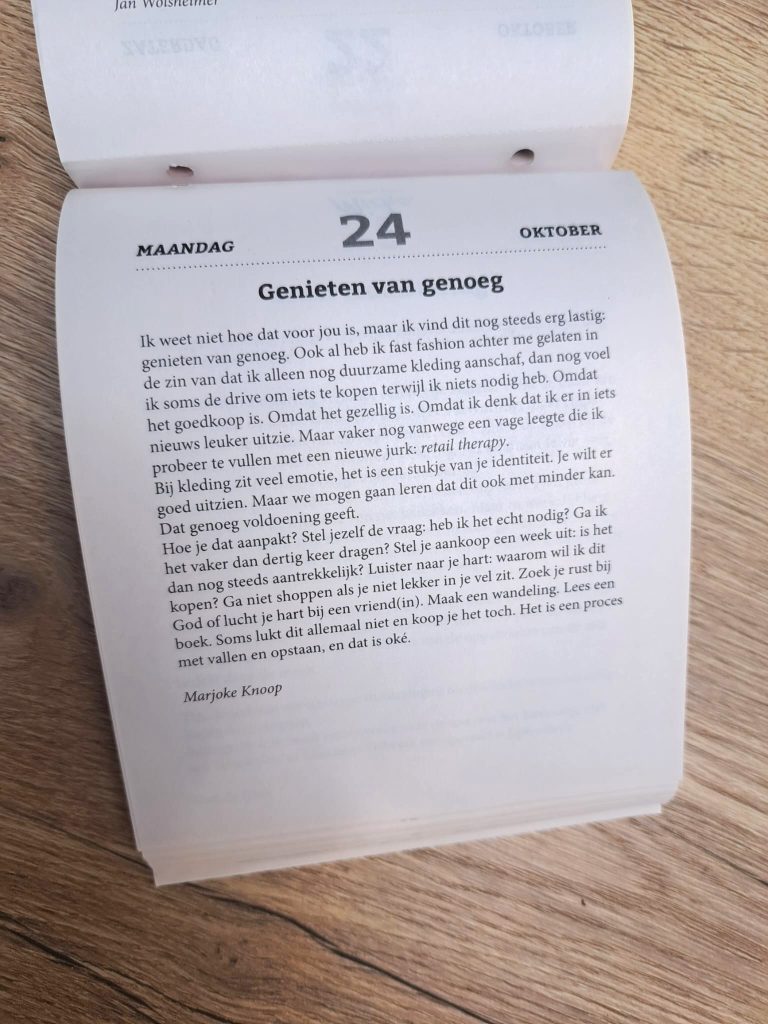 Jan Wolsheimer
ZATERDAG 22 OKTOBER
MAANDAG 24 OKTOBER
Genieten van genoeg
Ik weet niet hoe dat voor jou is, maar ik vind dit nog steeds erg lastig:
genieten van genoeg. Ook al heb ik fast fashion achter me gelaten in
de zin van dat ik alleen nog duurzame kleding aanschaf, dan nog voel
ik soms de drive om iets te kopen terwijl ik niets nodig heb. Omdat
het goedkoop is. Omdat het gezellig is. Omdat ik denk dat ik er in iets
nieuws leuker uitzie. Maar vaker nog vanwege een vage leegte die ik
probeer te vullen met een nieuwe jurk: retail therapy.
Bij kleding zit veel emotie, het is een stukje van je identiteit. Je wilt er
goed uitzien. Maar we mogen gaan leren dat dit ook met minder kan.
Dat genoeg voldoening geeft.
Hoe je dat aanpakt? Stel jezelf de vraag: heb ik het echt nodig? Ga ik
het vaker dan dertig keer dragen? Stel je aankoop een week uit: is het
dan nog steeds aantrekkelijk? Luister naar je hart: waarom wil ik dit
kopen? Ga niet shoppen als je niet lekker in je vel zit. Zoek je rust bij
God of lucht je hart bij een vriend(in). Maak een wandeling. Lees een
boek. Soms lukt dit allemaal niet en koop je het toch. Het is een proces
met vallen en opstaan, en dat is oké.
Marjoke Knoop